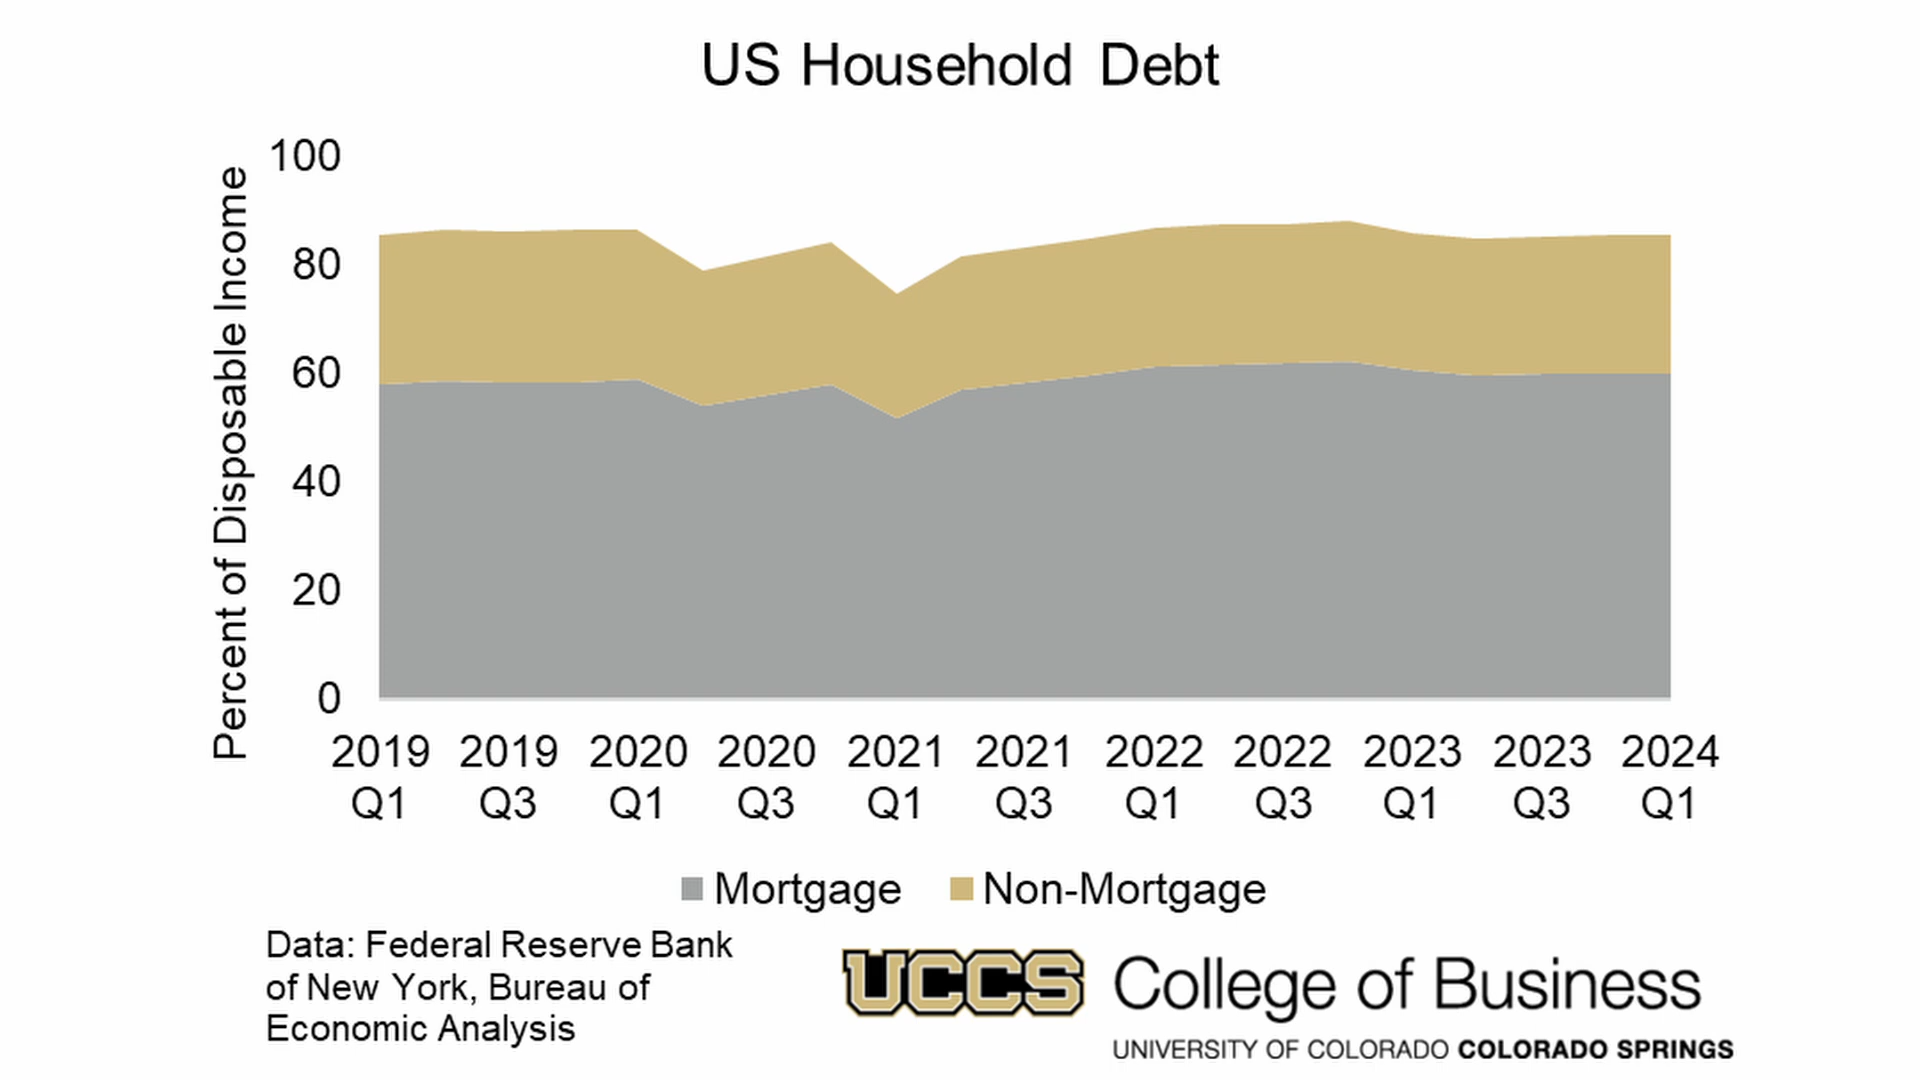 US Household Debt
Percent of Disposable Income
100
80
60
40
20
0
2019 2019 2020 2020 2021 2021 2022 2022 2023 2023 2024
Q1 Q3 Q1 Q3 Q1 Q3 Q1 Q3 Q1 Q3 Q1
Mortgage Non-Mortgage
Data: Federal Reserve Bank
of New York, Bureau of
Economic Analysis
UCCS College of Business
UNIVERSITY OF COLORADO COLORADO SPRINGS